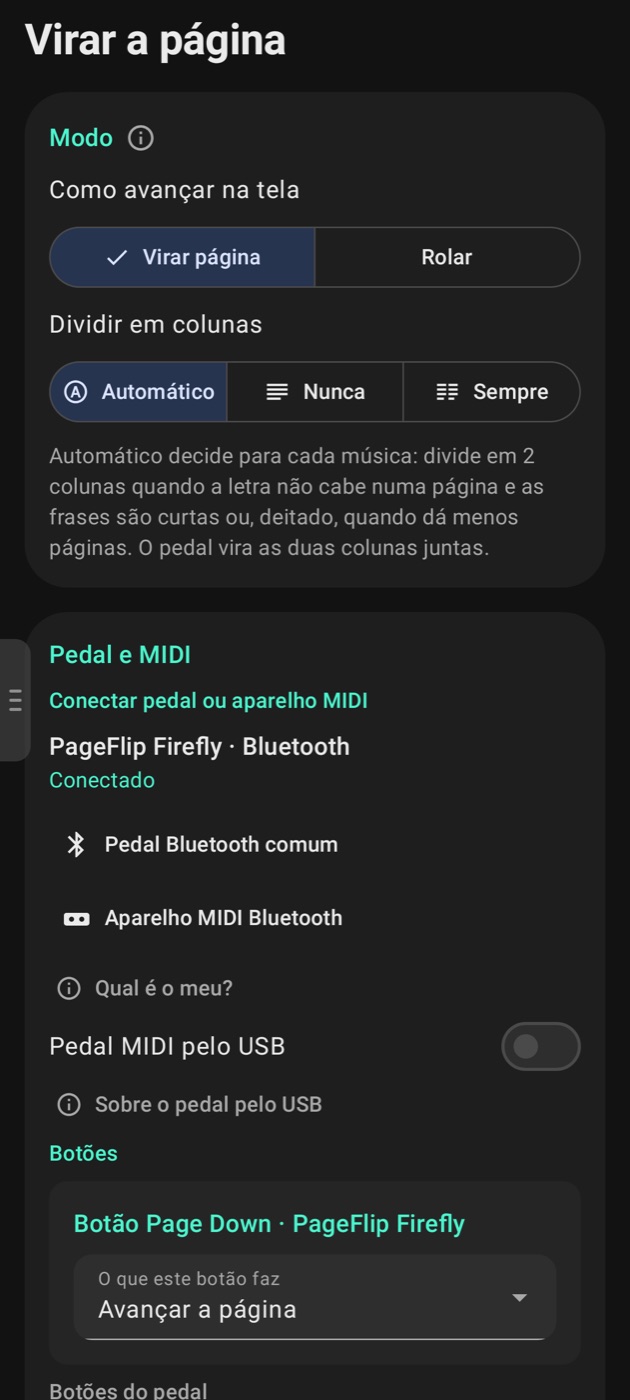 Virar a página
Modo
Como avançar na tela
Virar página
Rolar
Dividir em colunas
Automático
Nunca
Sempre
Automático decide para cada música: divide em 2
colunas quando a letra não cabe numa página e as
frases são curtas ou, deitado, quando dá menos
páginas. O pedal vira as duas colunas juntas.
Pedal e MIDI
Conectar pedal ou aparelho MIDI
PageFlip Firefly · Bluetooth
Conectado
Pedal Bluetooth comum
Aparelho MIDI Bluetooth
Qual é o meu?
Pedal MIDI pelo USB
Sobre o pedal pelo USB
Botões
Botão Page Down · PageFlip Firefly
O que este botão faz
Avançar a página
Botões do pedal